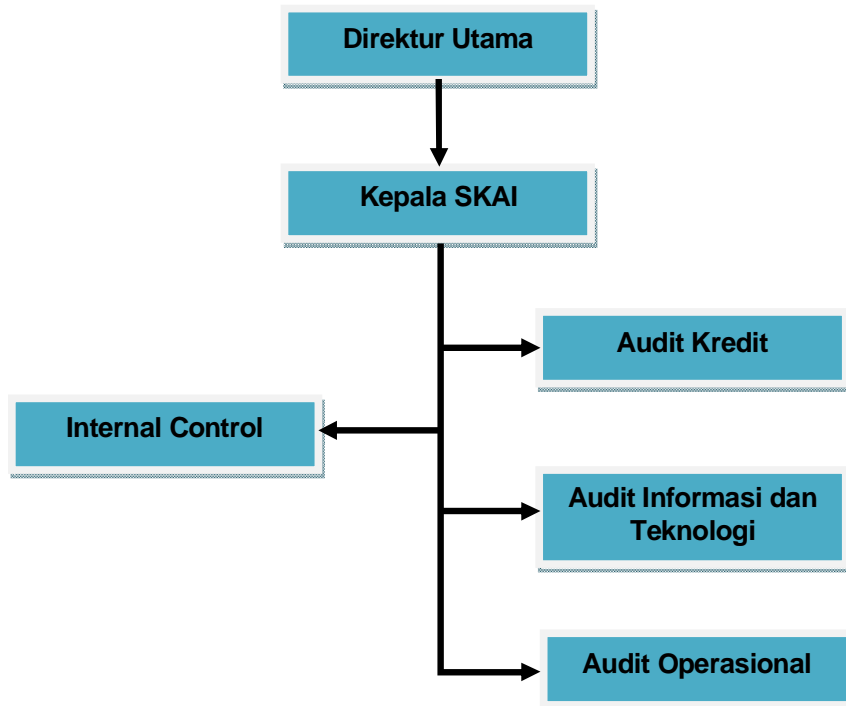 Direktur Utama
Kepala SKAI
Audit Kredit
Internal Control
Audit Informasi dan
Teknologi
Audit Operasional